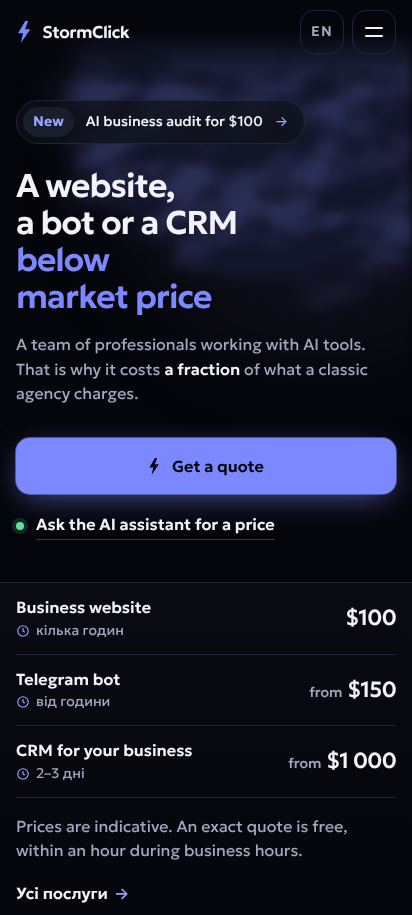 StormClick
EN
New AI business audit for $100 →
A website,
a bot or a CRM
below
market price
A team of professionals working with AI tools.
That is why it costs a fraction of what a classic
agency charges.
Get a quote
Ask the AI assistant for a price
Business website
$100
кілька годин
Telegram bot
from $150
від години
CRM for your business
from $1 000
2–3 дні
Prices are indicative. An exact quote is free,
within an hour during business hours.
Усі послуги →